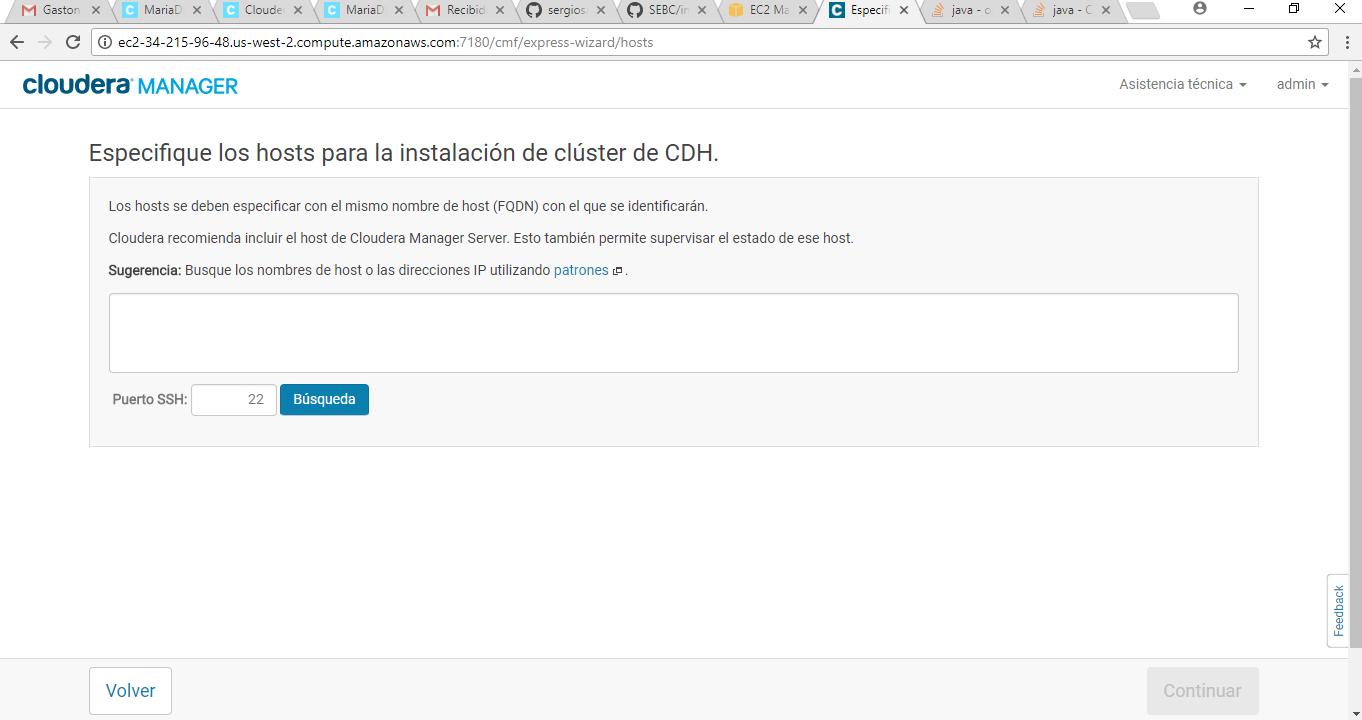 Gaston
MariaD
Clouder
MariaD
Recibid
sergios
SEBC/in
EC2 Ma
Especifi
java - o
java - C
ec2-34-215-96-48.us-west-2.compute.amazonaws.com:7180/cmf/express-wizard/hosts
cloudera MANAGER
Asistencia técnica
admin
Especifique los hosts para la instalación de clúster de CDH.
Los hosts se deben especificar con el mismo nombre de host (FQDN) con el que se identificarán.
Cloudera recomienda incluir el host de Cloudera Manager Server. Esto también permite supervisar el estado de ese host.
Sugerencia: Busque los nombres de host o las direcciones IP utilizando patrones .
Puerto SSH: 22 Búsqueda
Feedback
Volver
Continuar